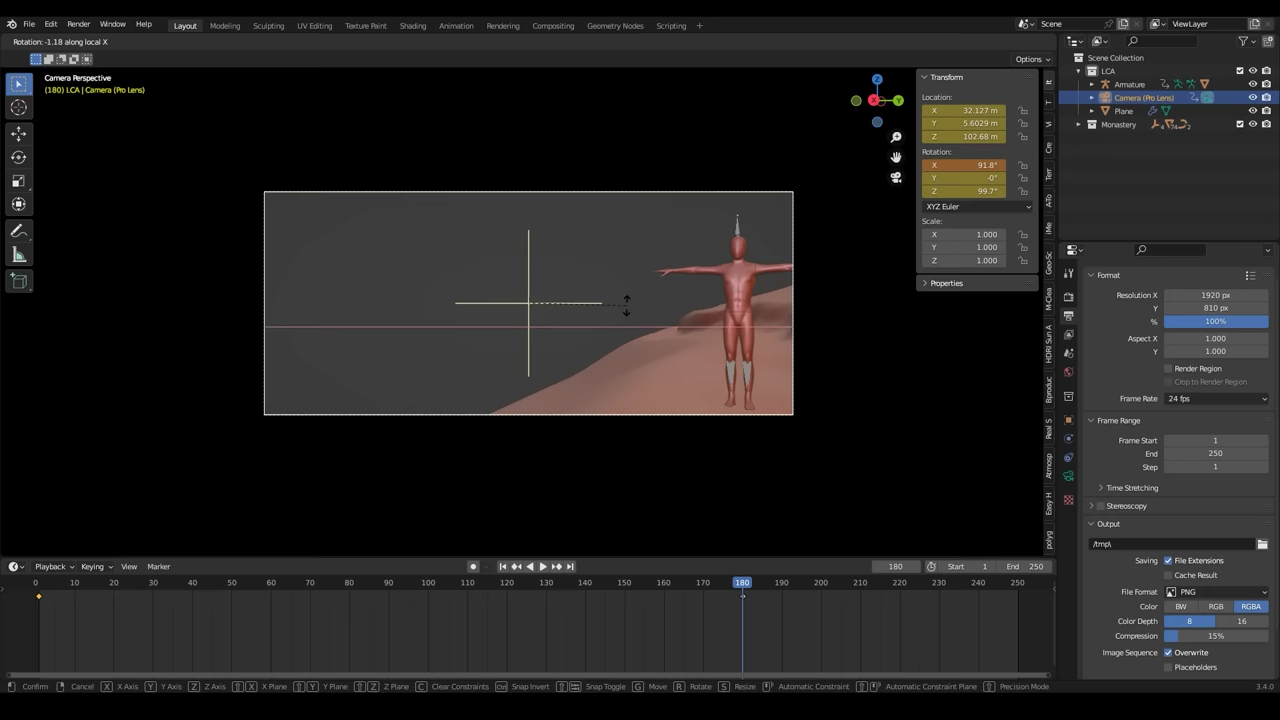 File Edit Render Window Help Layout Modeling Sculpting UV Editing Texture Paint Shading Animation Rendering Compositing Geometry Nodes Scripting + Scene ViewLayer
Rotation: -1.18 along local X
Options
Camera Perspective
(180) LCA | Camera (Pro Lens)
Z
X
Y
Transform
Location:
X 32.127 m
Y 5.6029 m
Z 102.68 m
Rotation:
X 91.8°
Y -0°
Z 99.7°
XYZ Euler
Scale:
X 1.000
Y 1.000
Z 1.000
Properties
Scene Collection
LCA
Armature
Camera (Pro Lens)
Plane
Monastery
Format
Resolution X 1920 px
Y 810 px
% 100%
Aspect X 1.000
Y 1.000
Render Region
Crop to Render Region
Frame Rate 24 fps
Frame Range
Frame Start 1
End 250
Step 1
Time Stretching
Stereoscopy
Output
/tmp\
Saving File Extensions
Cache Result
File Format PNG
Color BW RGB RGBA
Color Depth 8 16
Compression 15%
Image Sequence Overwrite
Placeholders
Playback Keying View Marker 180 Start 1 End 250
0 10 20 30 40 50 60 70 80 90 100 110 120 130 140 150 160 170 180 190 200 210 220 230 240 250
Confirm Cancel X X Axis Y Y Axis Z Z Axis X X Plane Y Y Plane Z Z Plane C Clear Constraints Ctrl Snap Invert Snap Toggle G Move R Rotate S Resize Automatic Constraint Automatic Constraint Plane Precision Mode 3.4.0